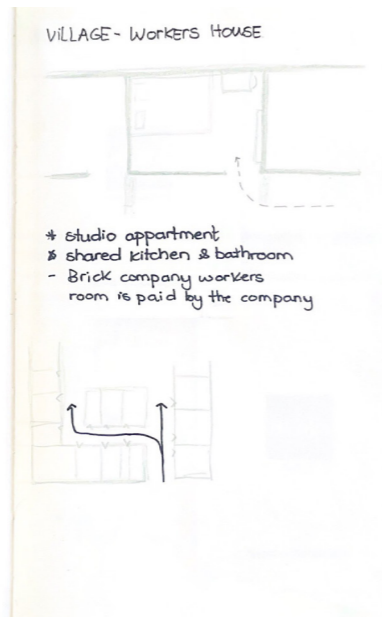 VILLAGE - WORKERS HOUSE
* studio appartment
* shared kitchen & bathroom
- Brick company workers
room is paid by the company